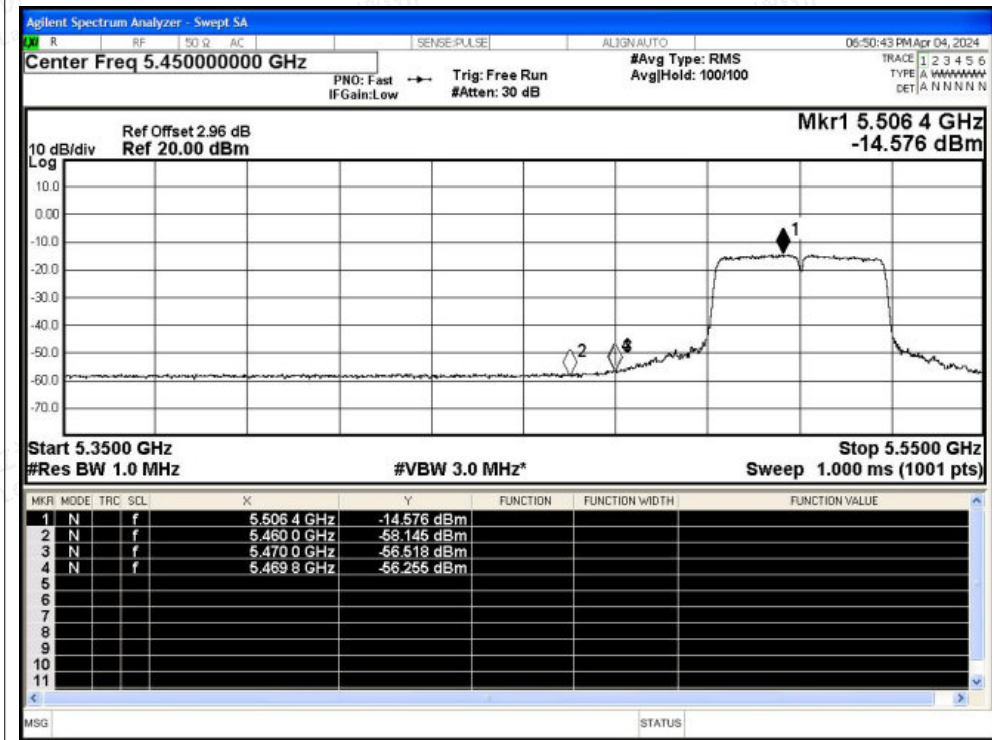 Agilent Spectrum Analyzer - Swept SA
LXI R RF 50 Ω AC SENSE:PULSE ALIGNAUTO 06:50:43 PM Apr 04, 2024
Center Freq 5.450000000 GHz #Avg Type: RMS TRACE 1 2 3 4 5 6
PNO: Fast Trig: Free Run Avg|Hold: 100/100 TYPE A WWWWW
IFGain:Low #Atten: 30 dB DET A N N N N N
Mkr1 5.506 4 GHz
Ref Offset 2.96 dB
10 dB/div Ref 20.00 dBm -14.576 dBm
Log
10.0
0.00
-10.0
1
-20.0
-30.0
-40.0
-50.0
2
-60.0
-70.0
Start 5.3500 GHz Stop 5.5500 GHz
#Res BW 1.0 MHz #VBW 3.0 MHz* Sweep 1.000 ms (1001 pts)
MKR MODE TRC SCL X Y FUNCTION FUNCTION WIDTH FUNCTION VALUE
1 N f 5.506 4 GHz -14.576 dBm
2 N f 5.460 0 GHz -58.145 dBm
3 N f 5.470 0 GHz -56.518 dBm
4 N f 5.469 8 GHz -56.255 dBm
5
6
7
8
9
10
11
MSG STATUS